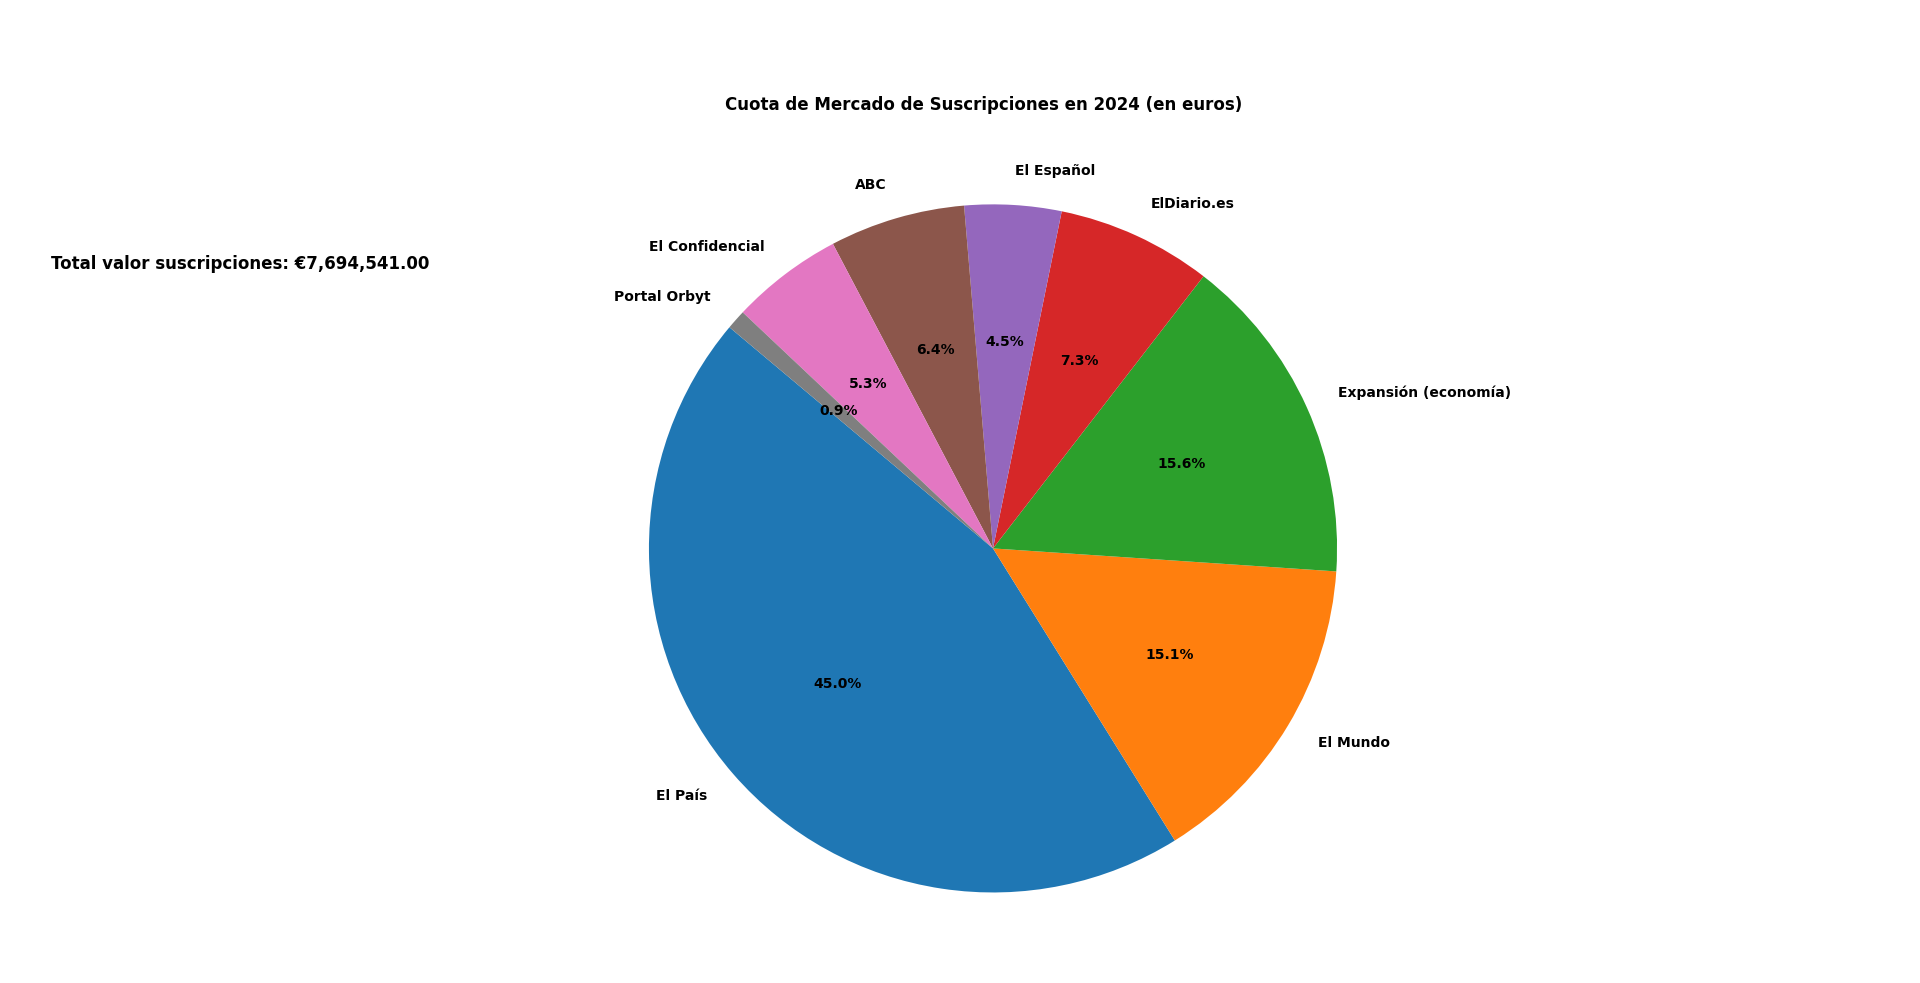 Cuota de Mercado de Suscripciones en 2024 (en euros)
El Español
ABC
ElDiario.es
El Confidencial
Total valor suscripciones: €7,694,541.00
Portal Orbyt
4.5%
6.4%
7.3%
5.3%
Expansión (economía)
0.9%
15.6%
15.1%
45.0%
El Mundo
El País